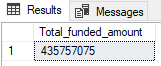 Results Messages
Total_funded_amount
1 435757075